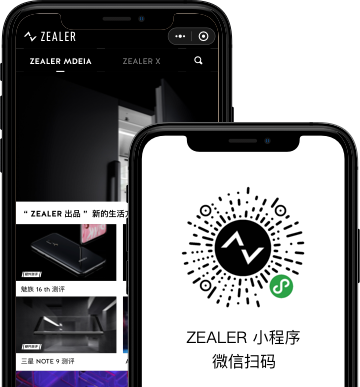 ZEALER
ZEALER MDEIA
ZEALER X
“ ZEALER 出品 ” 新的生活方
魅族 16 th 测评
三星 NOTE 9 测评
ZEALER 小程序
微信扫码